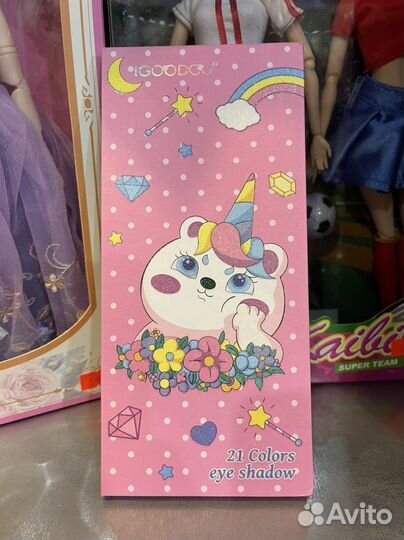 IGOODCO
21 Colors
eye shadow
Kaibi
SUPER TEAM
Avito